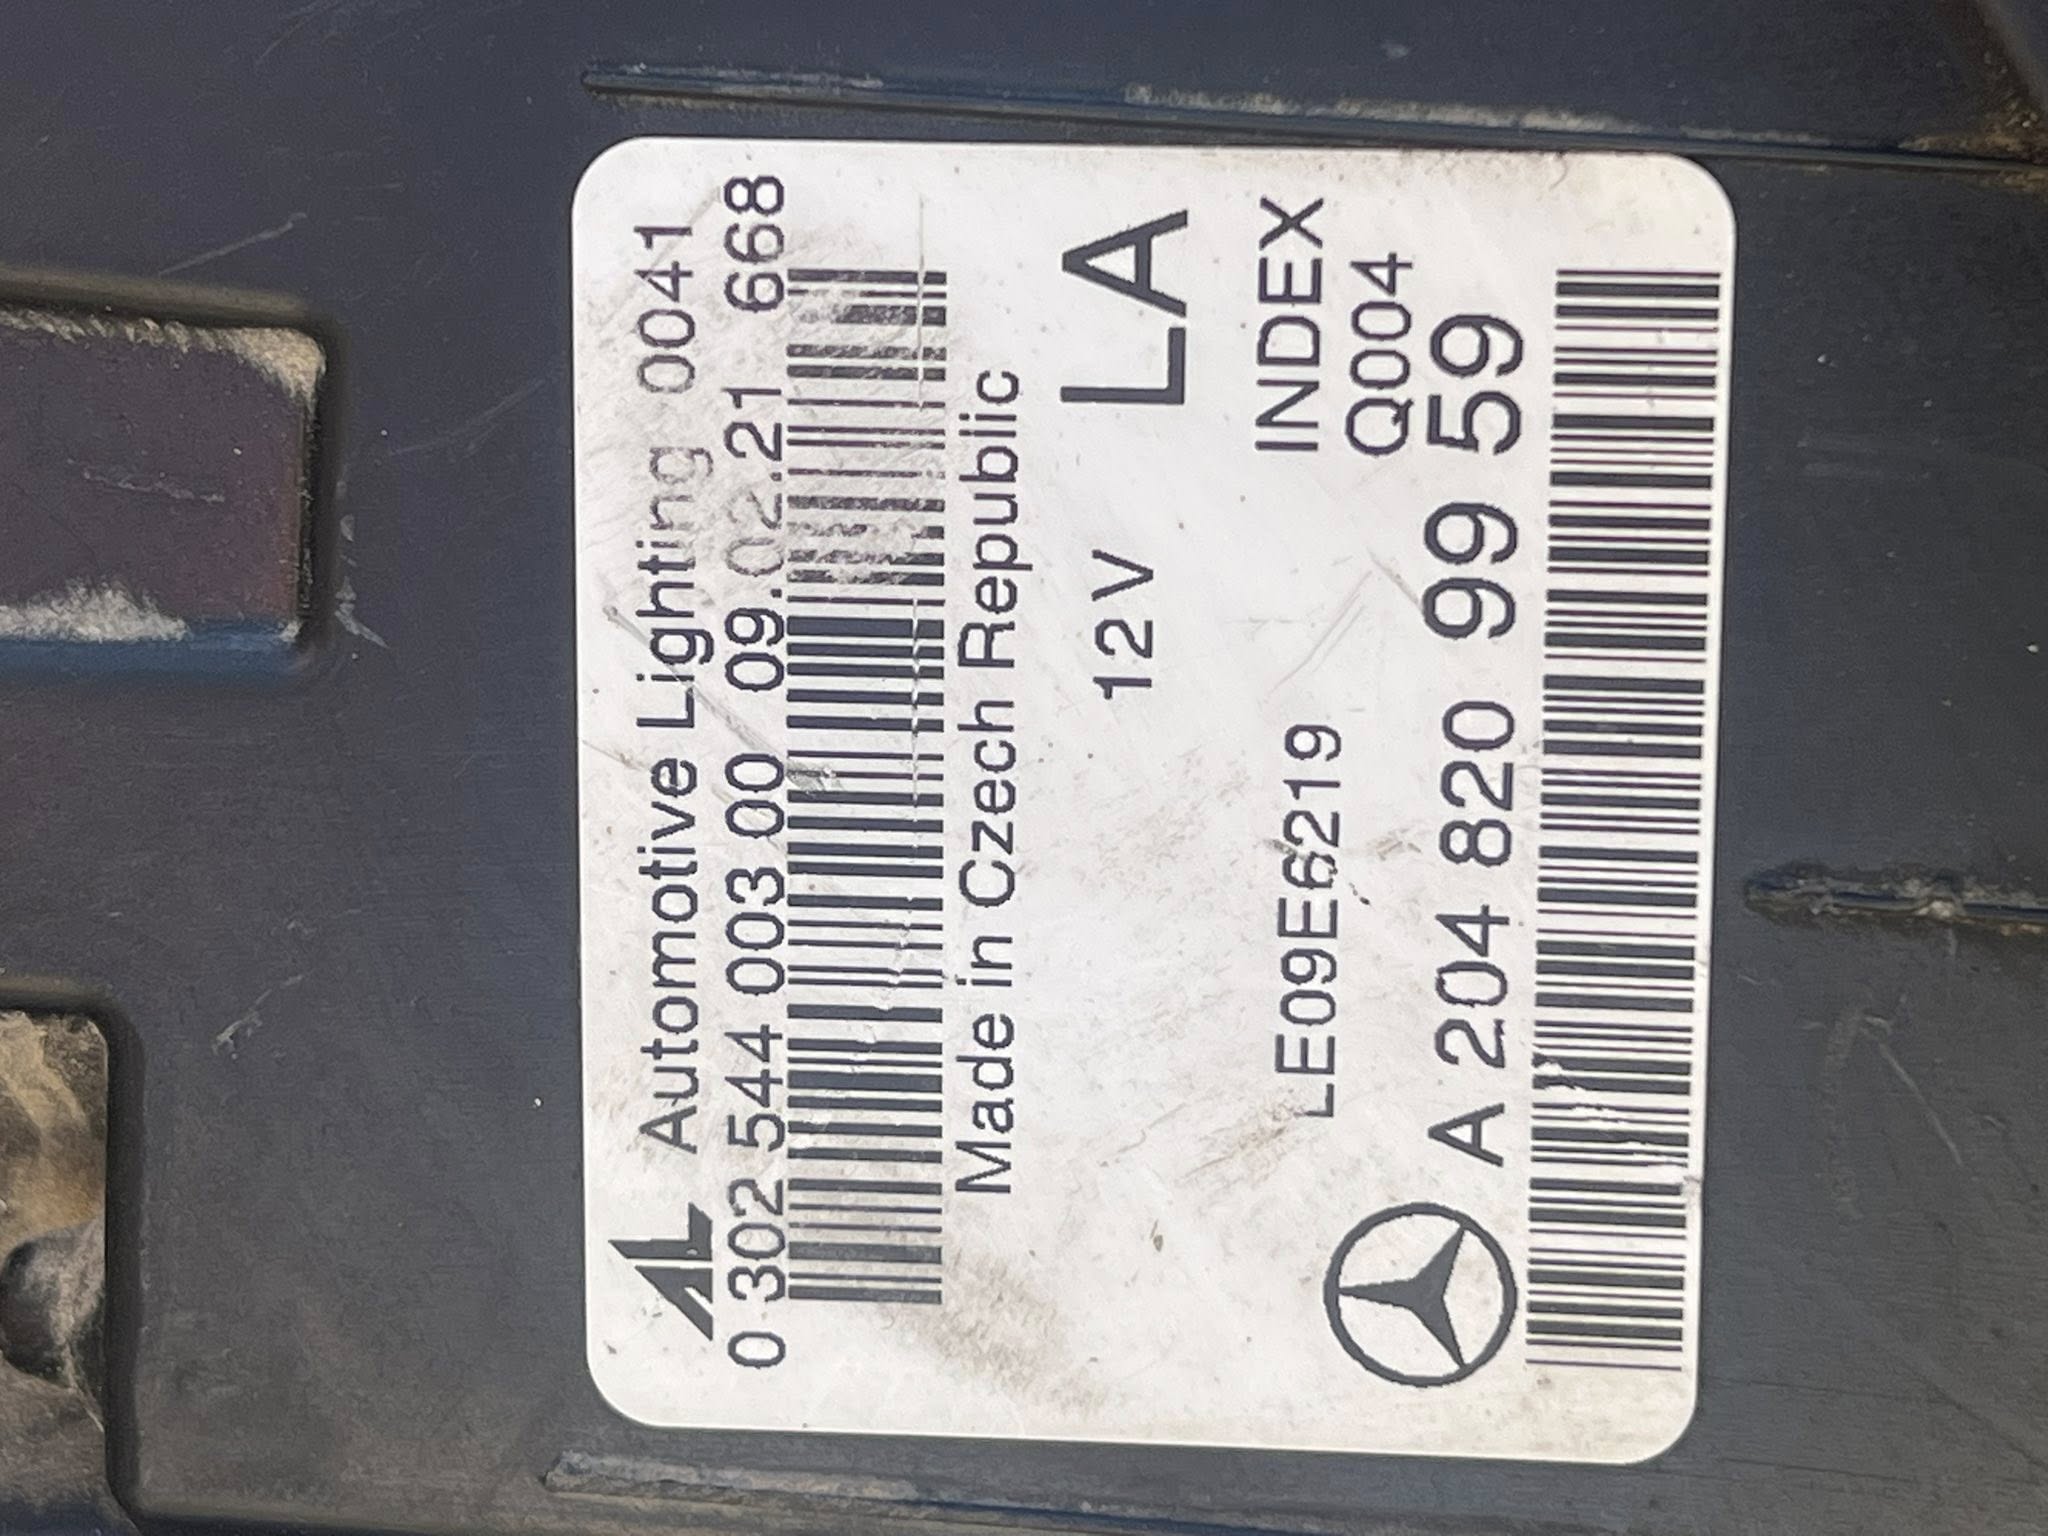 AL Automotive Lighting 0041
0 302 544 003 00 09.02.21 668
Made in Czech Republic
12V LA
LE09E6219 INDEX
Q004
A 204 820 99 59